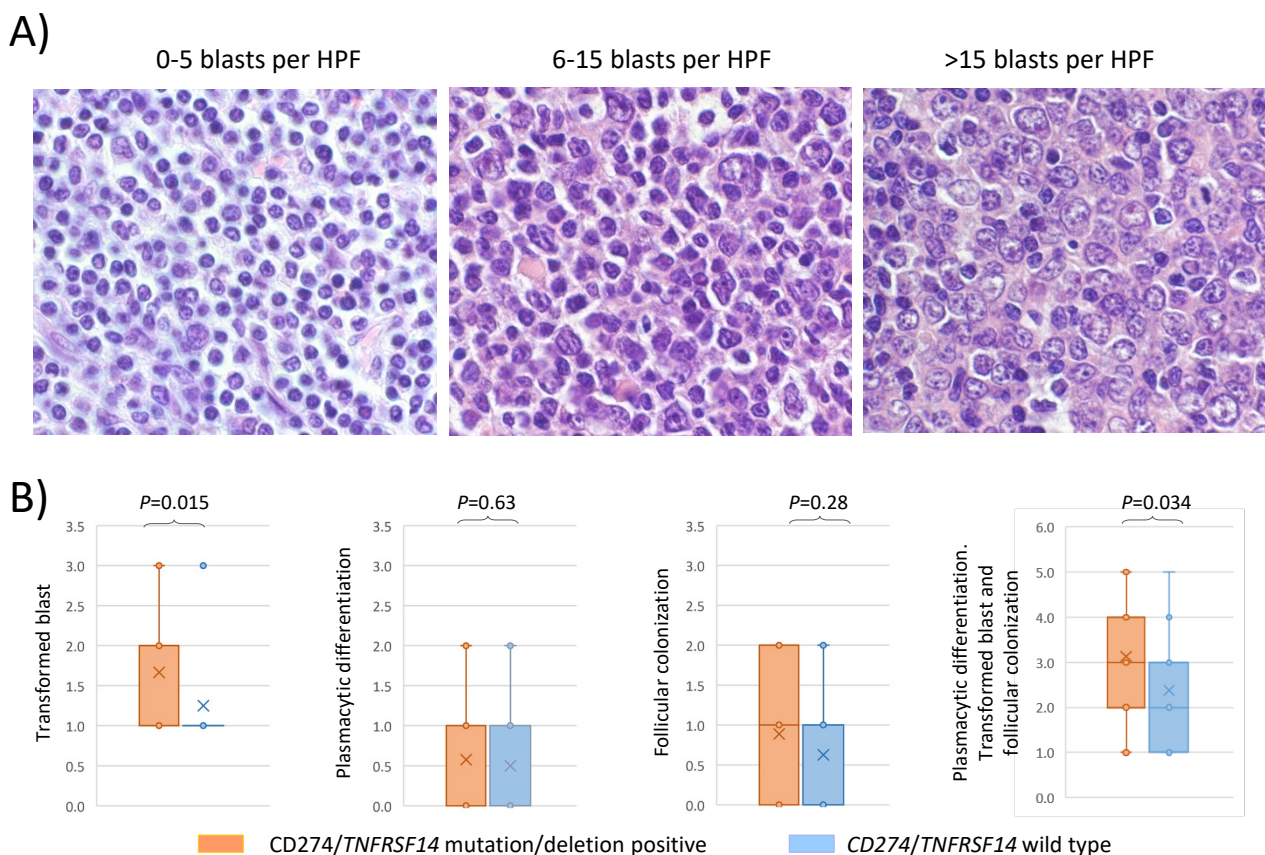 A)
0-5 blasts per HPF
6-15 blasts per HPF
>15 blasts per HPF
B)
P=0.015
P=0.63
P=0.28
P=0.034
Transformed blast
3.5
3.0
2.5
2.0
1.5
1.0
0.5
0.0
Plasmacytic differentiation
3.5
3.0
2.5
2.0
1.5
1.0
0.5
0.0
Follicular colonization
3.5
3.0
2.5
2.0
1.5
1.0
0.5
0.0
Plasmacytic differentiation.
Transformed blast and
follicular colonization
6.0
5.0
4.0
3.0
2.0
1.0
0.0
CD274/TNFRSF14 mutation/deletion positive
CD274/TNFRSF14 wild type